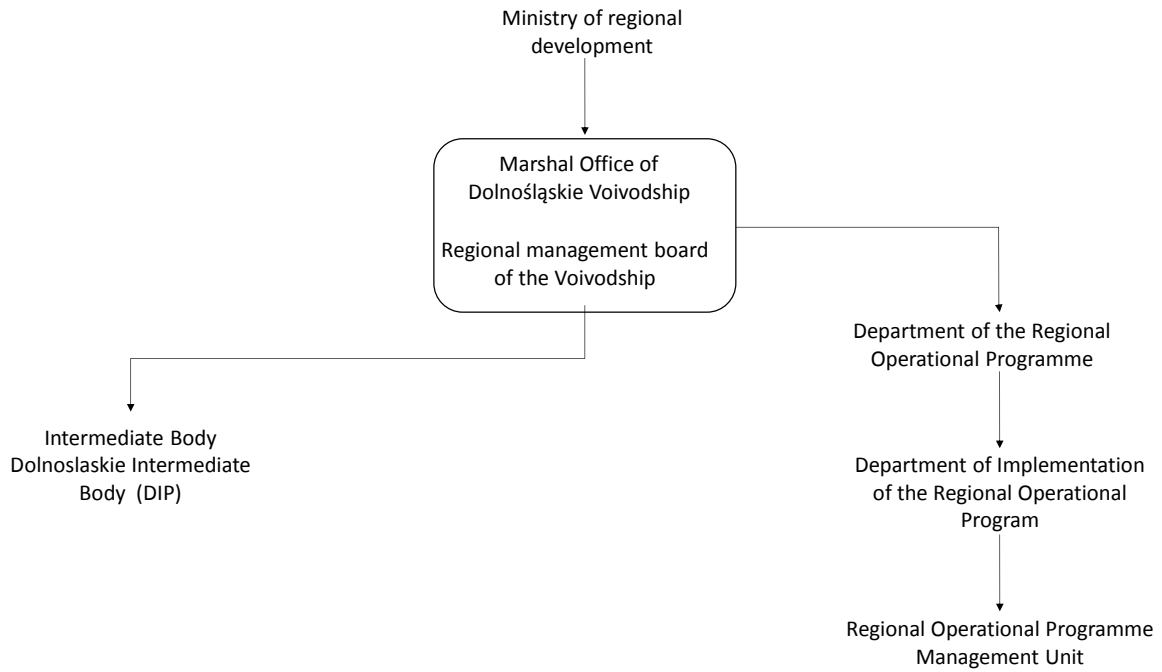 Ministry of regional
development
Marshal Office of
Dolnośląskie Voivodship
Regional management board
of the Voivodship
Department of the Regional
Operational Programme
Intermediate Body
Dolnoslaskie Intermediate
Body (DIP)
Department of Implementation
of the Regional Operational
Program
Regional Operational Programme
Management Unit